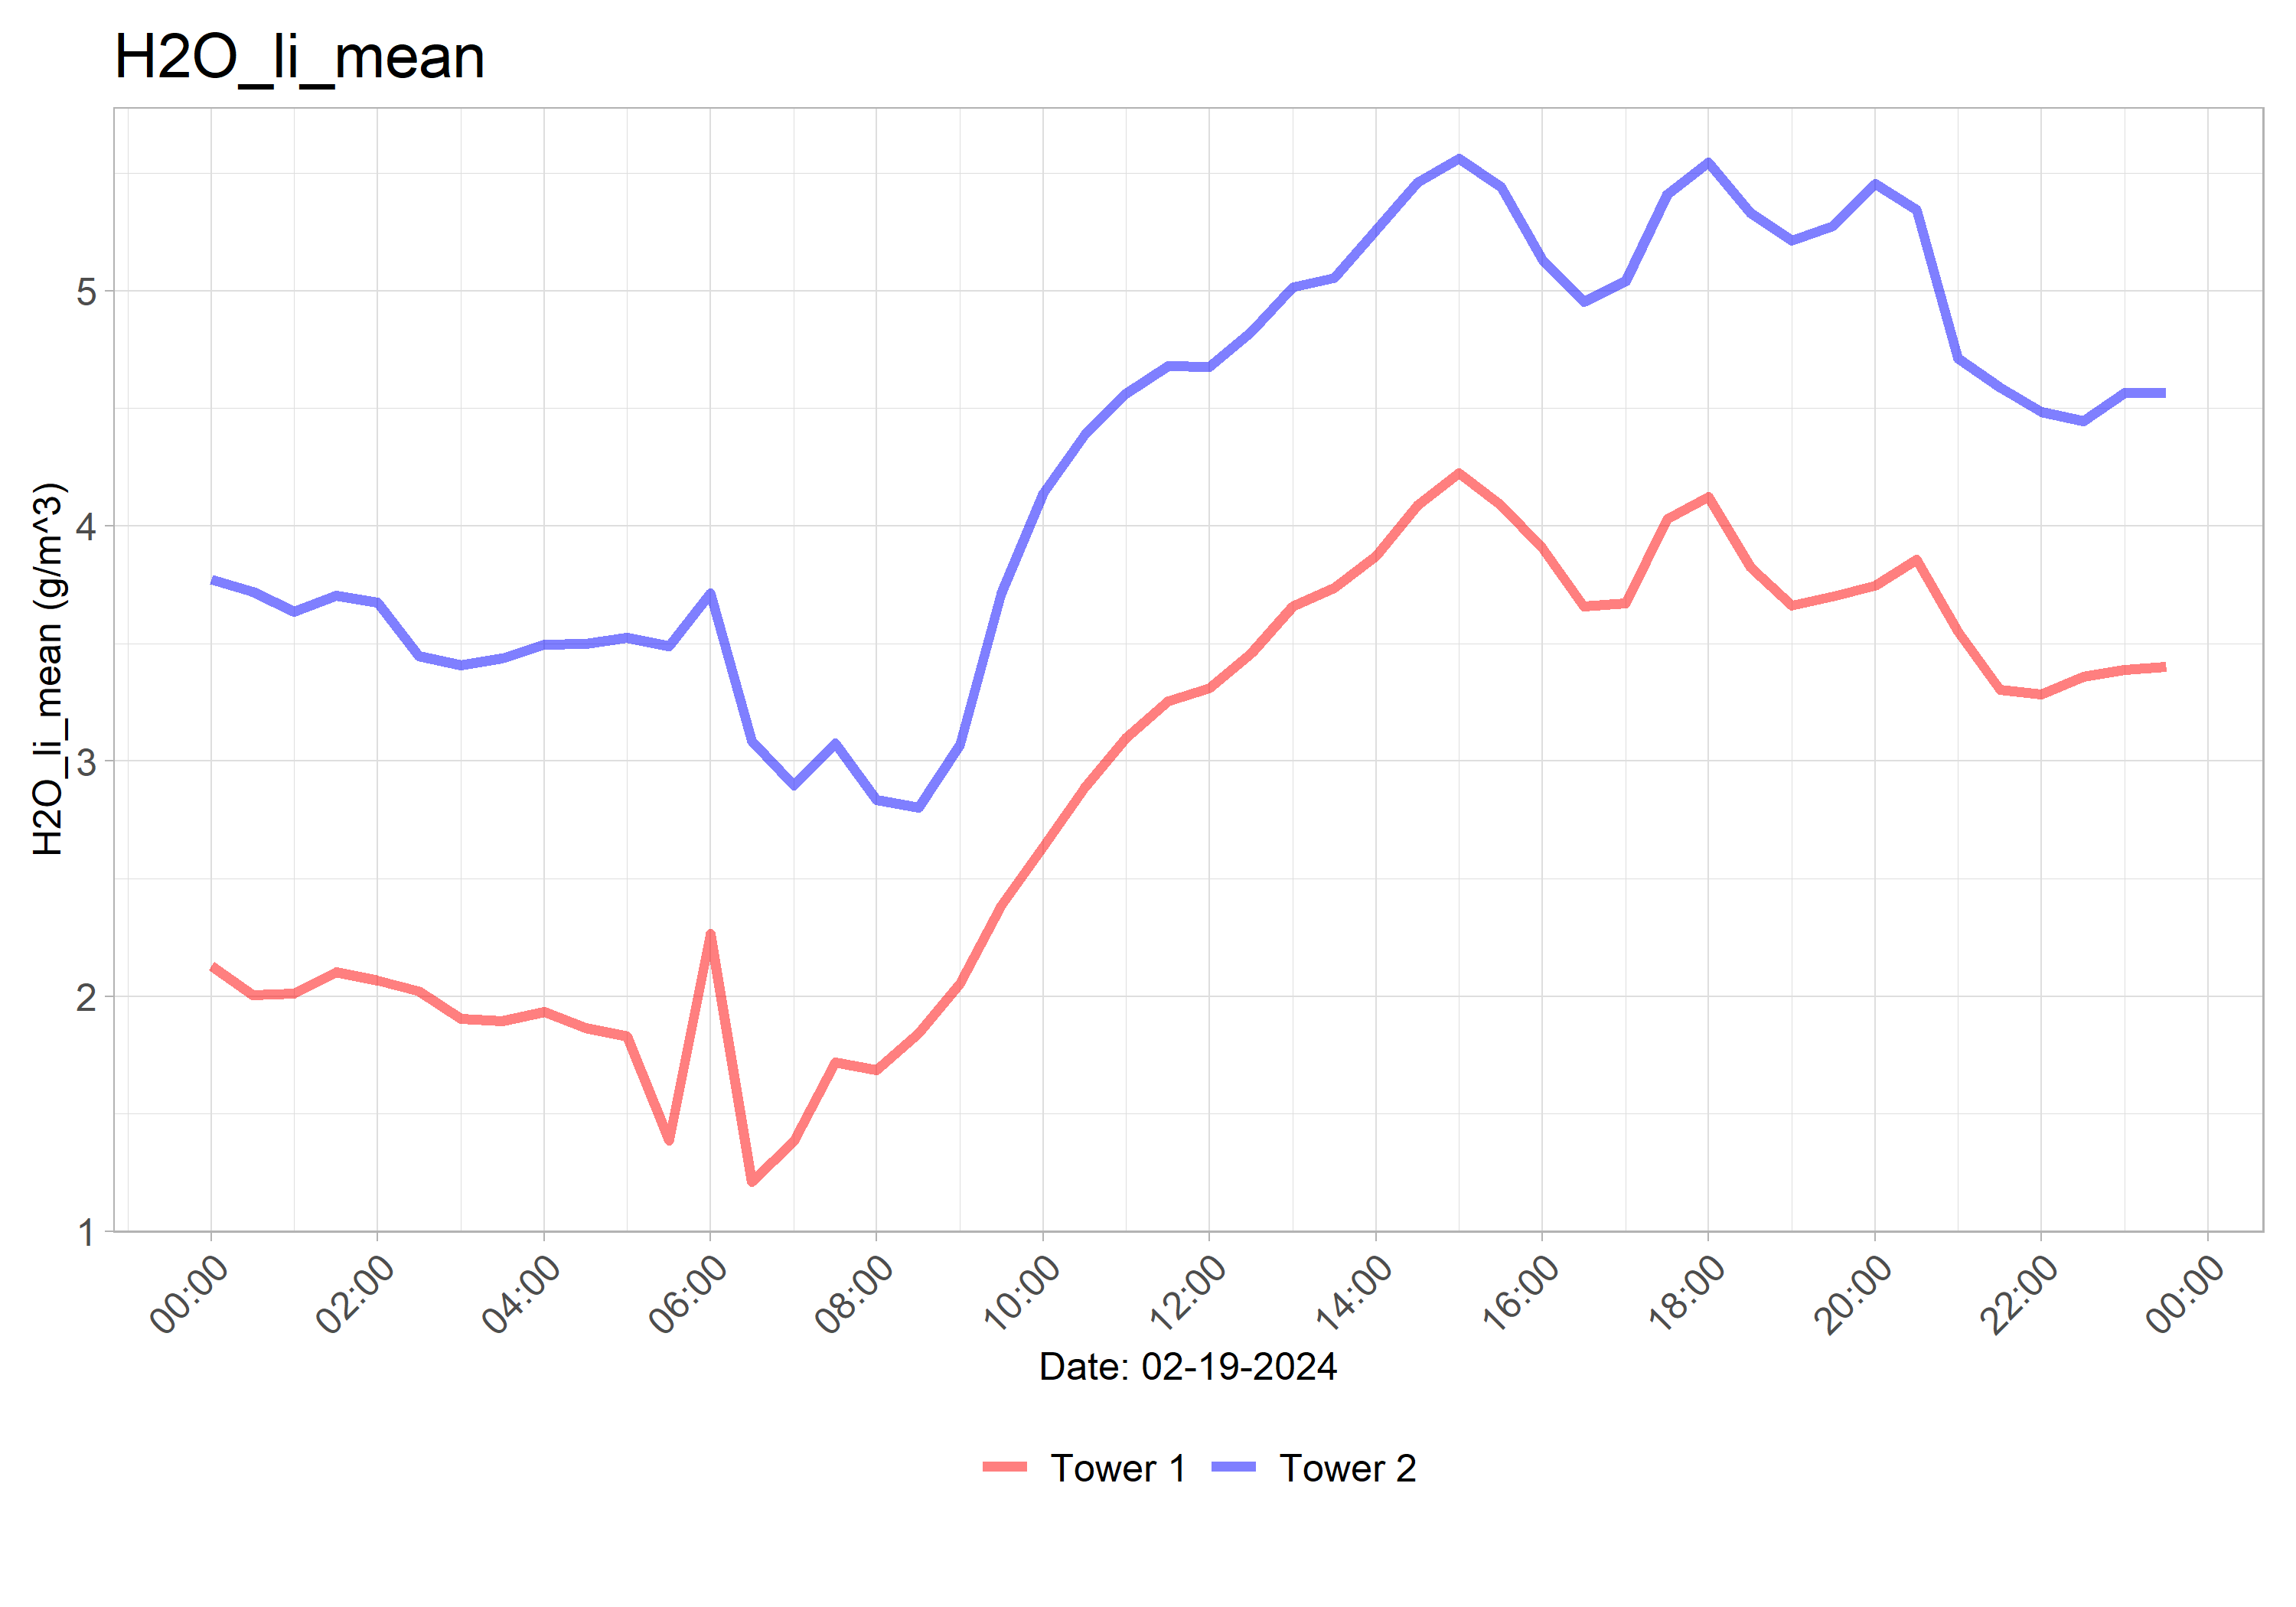 H2O_li_mean
H2O_li_mean (g/m^3)
5
4
3
2
1
00:00 02:00 04:00 06:00 08:00 10:00 12:00 14:00 16:00 18:00 20:00 22:00 00:00
Date: 02-19-2024
Tower 1 Tower 2